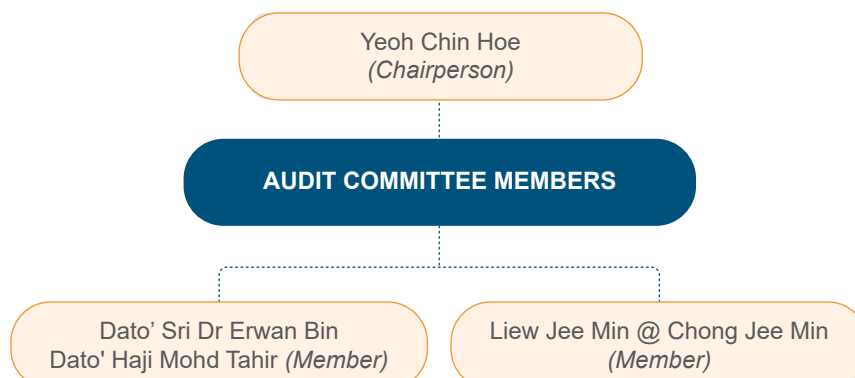 Yeoh Chin Hoe
(Chairperson)
AUDIT COMMITTEE MEMBERS
Dato’ Sri Dr Erwan Bin
Dato' Haji Mohd Tahir (Member)
Liew Jee Min @ Chong Jee Min
(Member)